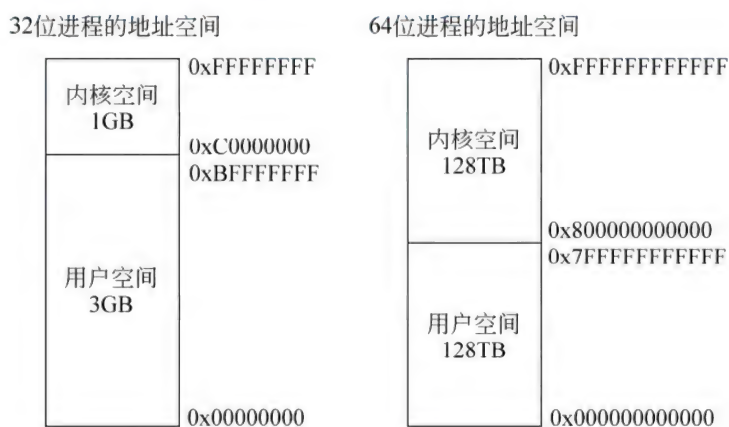 32位进程的地址空间
0xFFFFFFFF
内核空间
1GB
0xC0000000
0xBFFFFFFF
用户空间
3GB
0x00000000
64位进程的地址空间
0xFFFFFFFFFFFF
内核空间
128TB
0x800000000000
0x7FFFFFFFFFFF
用户空间
128TB
0x000000000000